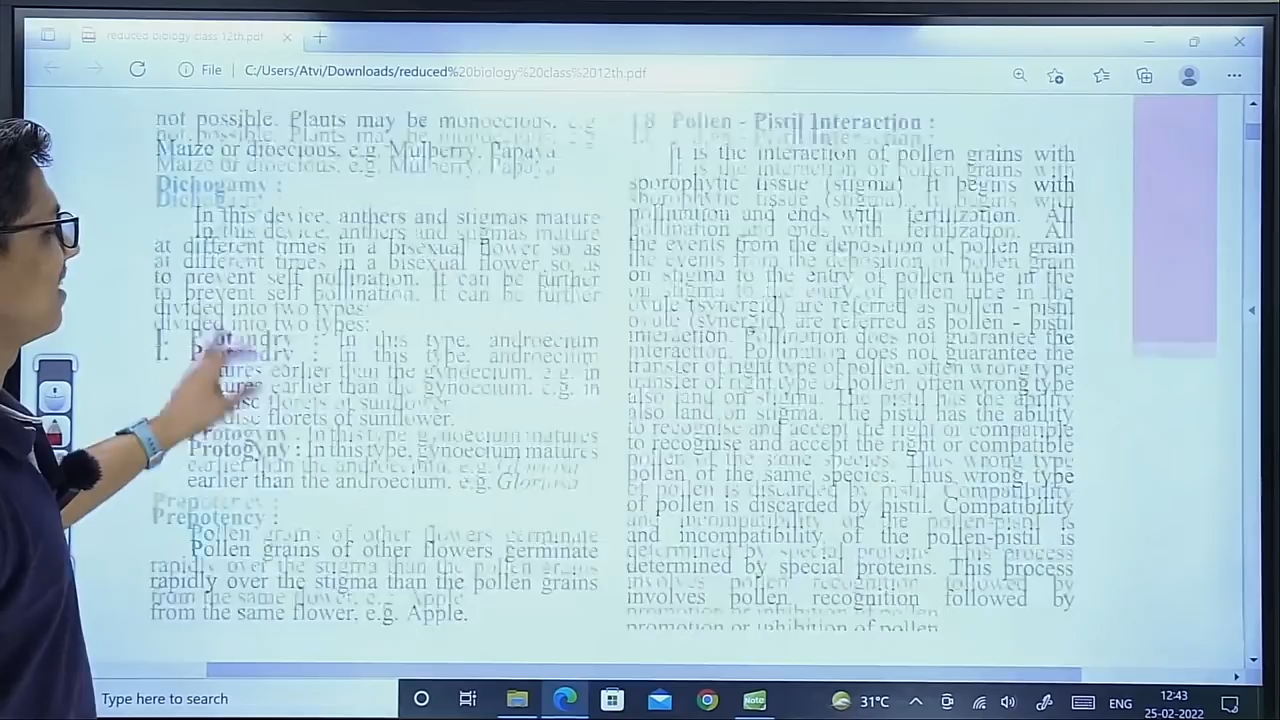 reduced biology class 12th.pdf
File
C:/Users/Atvi/Downloads/reduced%20biology%20class%2012th.pdf
not possible. Plants may be monoecious. e.g
Maize or dioecious. e.g. Mulberry, Papaya
Dichogamy :
In this device, anthers and stigmas mature
at different times in a bisexual flower so as
to prevent self pollination. It can be further
divided into two types:
: In this type, androecium
earlier than the gynoecium. e.g. in
disc florets of sunflower.
Protogyny : In this type, gynoecium matures
earlier than the androecium. e.g. Gloriosa
Prepotency :
Pollen grains of other flowers germinate
rapidly over the stigma than the pollen grains
from the same flower. e.g. Apple.
1.8 Pollen - Pistil Interaction :
It is the interaction of pollen grains with
sporophytic tissue (stigma). It begins with
pollination and ends with fertilization. All
the events from the deposition of pollen grain
on stigma to the entry of pollen tube in the
ovule (synergid) are referred as pollen - pistil
interaction. Pollination does not guarantee the
transfer of right type of pollen, often wrong type
also land on stigma. The pistil has the ability
to recognise and accept the right or compatible
pollen of the same species. Thus wrong type
of pollen is discarded by pistil. Compatibility
and incompatibility of the pollen-pistil is
determined by special proteins. This process
involves pollen recognition followed by
promotion or inhibition of pollen
Type here to search
Note
31°C
ENG
12:43
25-02-2022